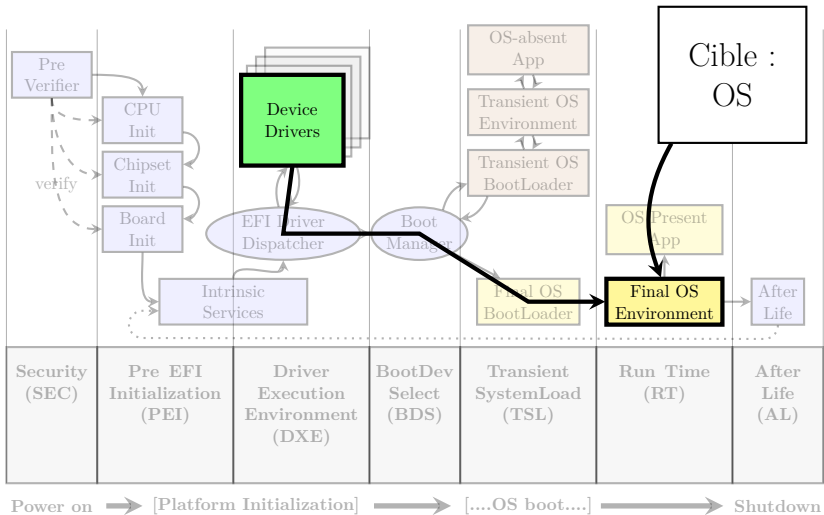 Pre
Verifier
CPU
Init
Chipset
Init
verify
Board
Init
Intrinsic
Services
Device
Drivers
EFI Driver
Dispatcher
Boot
Manager
OS-absent
App
Transient OS
Environment
Transient OS
BootLoader
Final OS
BootLoader
Cible :
OS
OS-Present
App
Final OS
Environment
After
Life
Security
(SEC)
Pre EFI
Initialization
(PEI)
Driver
Execution
Environment
(DXE)
BootDev
Select
(BDS)
Transient
SystemLoad
(TSL)
Run Time
(RT)
After
Life
(AL)
Power on
[Platform Initialization]
[....OS boot....]
Shutdown